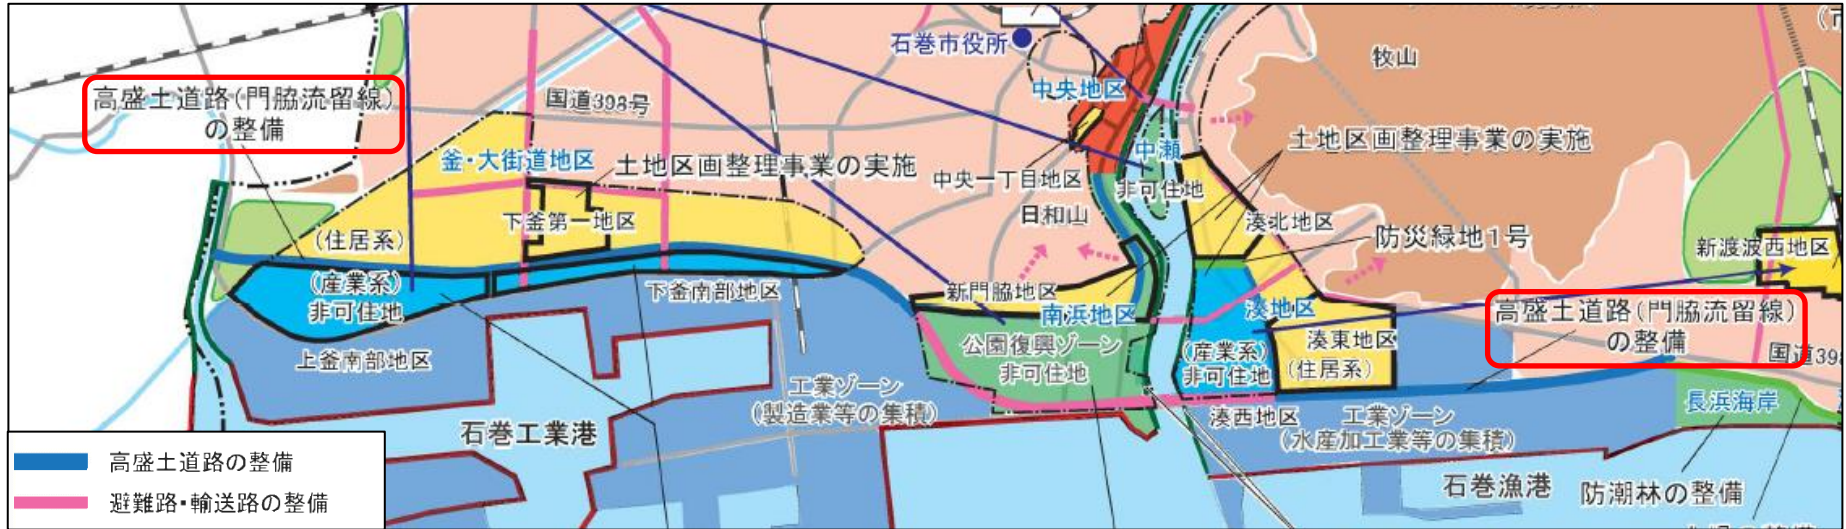 石巻市役所
牧山
高盛土道路(門脇流留線)
の整備
国道398号
中央地区
釜・大街道地区
土地区画整理事業の実施
中央一丁目地区
中瀬
非可住地
土地区画整理事業の実施
日和山
下釜第一地区
湊北地区
防災緑地1号
新渡波西地区
(住居系)
(産業系)
非可住地
下釜南部地区
新門脇地区
南浜地区
湊地区
高盛土道路(門脇流留線)
の整備
上釜南部地区
公園復興ゾーン
非可住地
(産業系)
非可住地
湊東地区
(住居系)
国道39
工業ゾーン
(製造業等の集積)
湊西地区
工業ゾーン
(水産加工業等の集積)
長浜海岸
石巻工業港
石巻漁港
防潮林の整備
高盛土道路の整備
避難路・輸送路の整備